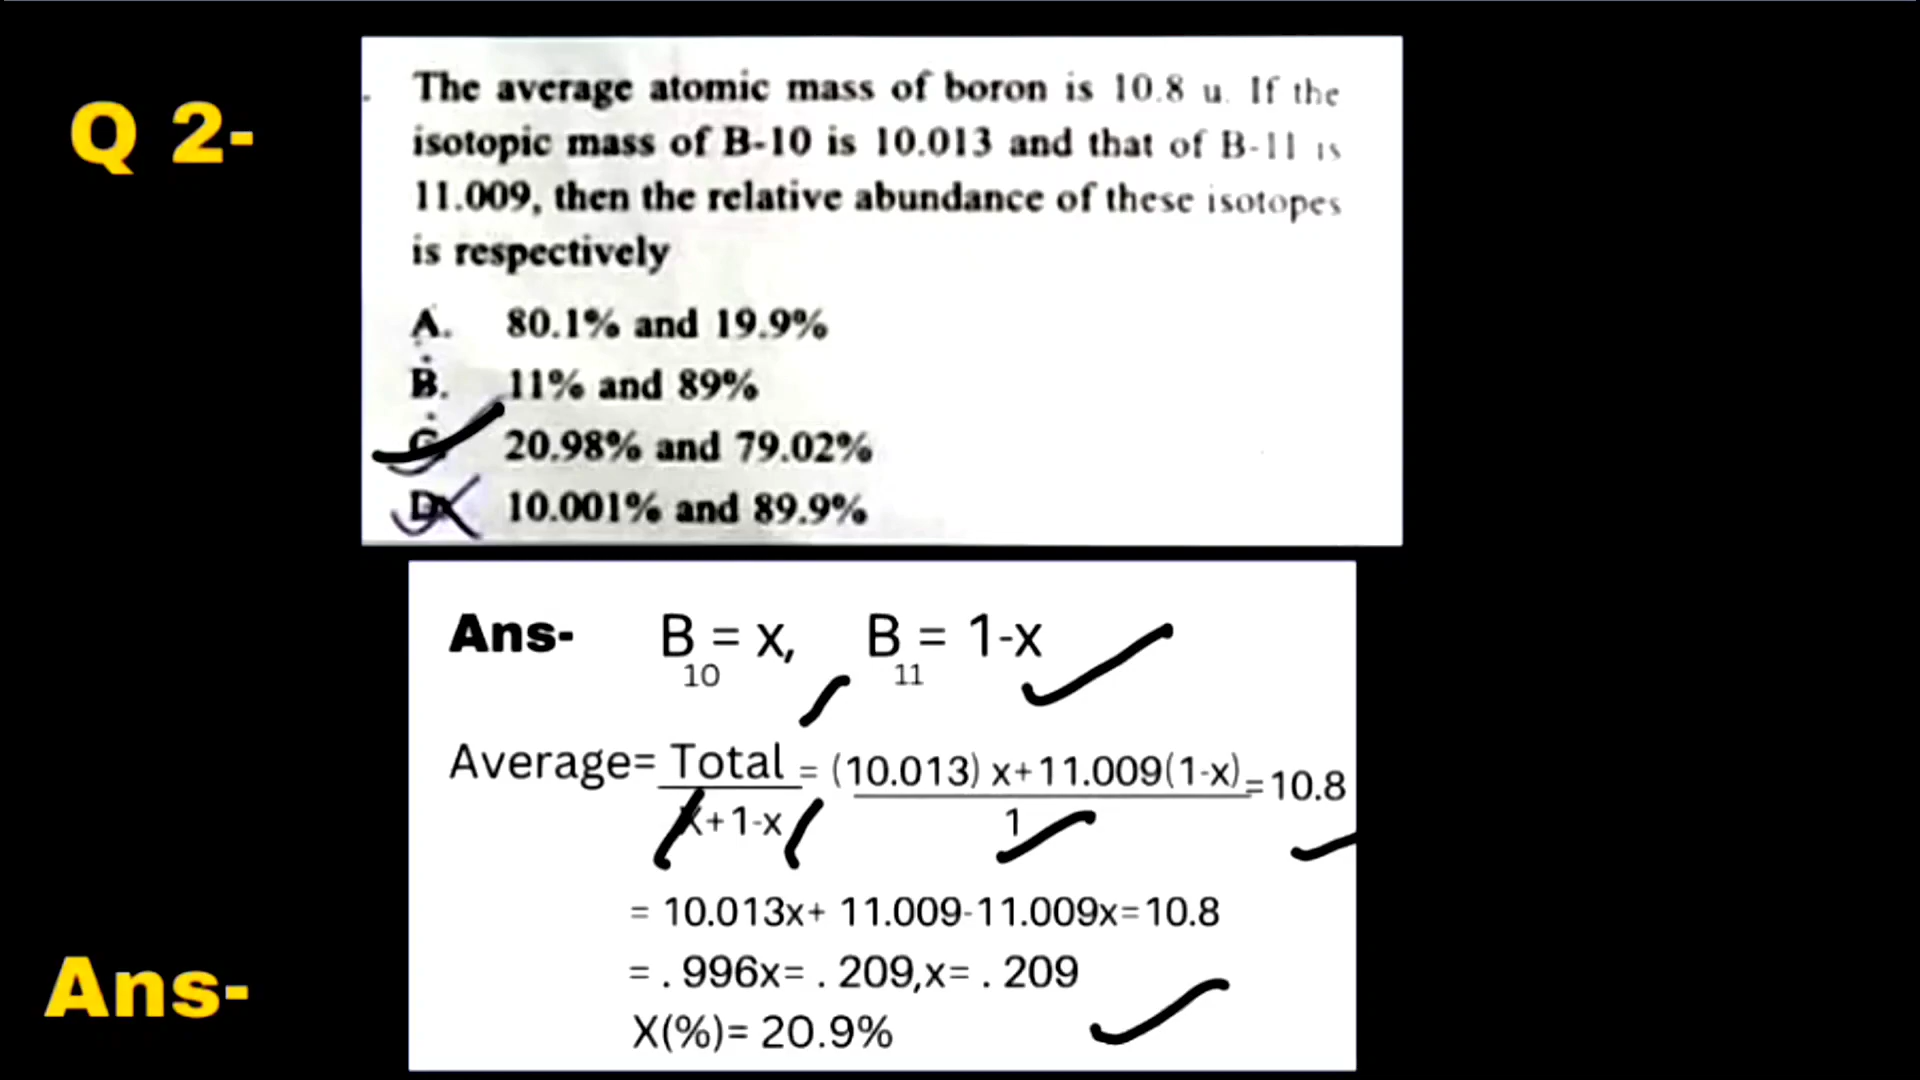 Q 2-
The average atomic mass of boron is 10.8 u. If the
isotopic mass of B-10 is 10.013 and that of B-11 is
11.009, then the relative abundance of these isotopes
is respectively
A. 80.1% and 19.9%
B. 11% and 89%
C. 20.98% and 79.02%
D. 10.001% and 89.9%
Ans-
Ans- B = x, B = 1-x
10 11
Average= Total = (10.013) x+11.009(1-x) =10.8
x+1-x 1
= 10.013x+ 11.009-11.009x=10.8
= . 996x= . 209,x= . 209
X(%)= 20.9%